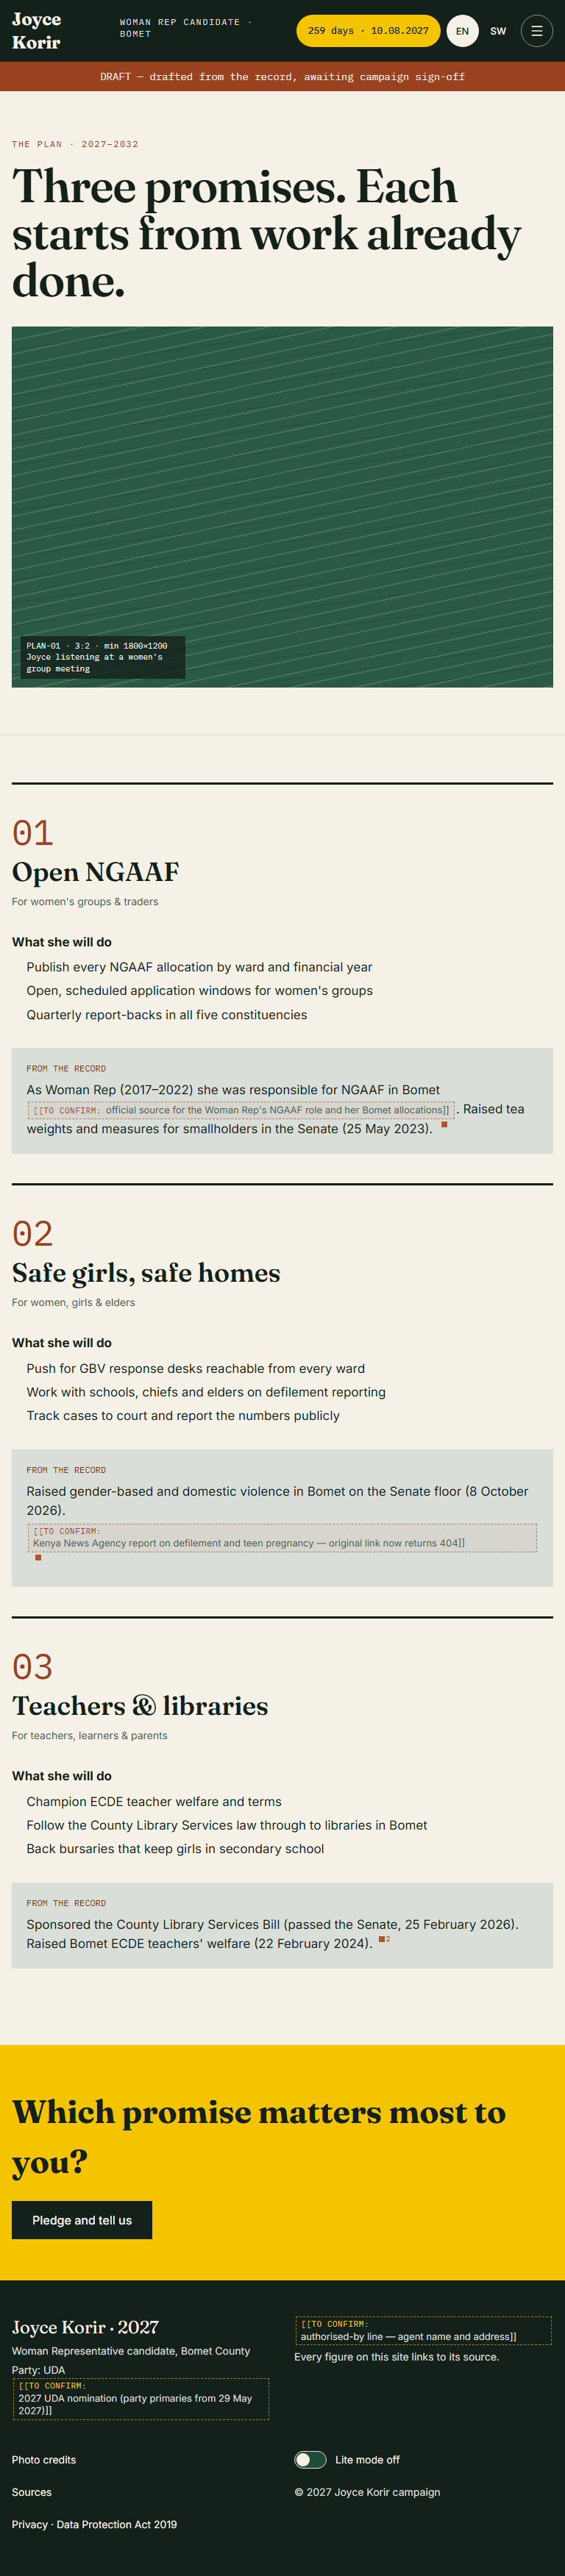 Joyce
Korir
WOMAN REP CANDIDATE ·
BOMET
259 days · 10.08.2027
EN
SW
DRAFT — drafted from the record, awaiting campaign sign-off
THE PLAN · 2027–2032
Three promises. Each
starts from work already
done.
PLAN-01 · 3:2 · min 1800×1200
Joyce listening at a women's
group meeting
01
Open NGAAF
For women's groups & traders
What she will do
Publish every NGAAF allocation by ward and financial year
Open, scheduled application windows for women's groups
Quarterly report-backs in all five constituencies
FROM THE RECORD
As Woman Rep (2017–2022) she was responsible for NGAAF in Bomet
[[TO CONFIRM: official source for the Woman Rep's NGAAF role and her Bomet allocations]] . Raised tea
weights and measures for smallholders in the Senate (25 May 2023).
02
Safe girls, safe homes
For women, girls & elders
What she will do
Push for GBV response desks reachable from every ward
Work with schools, chiefs and elders on defilement reporting
Track cases to court and report the numbers publicly
FROM THE RECORD
Raised gender-based and domestic violence in Bomet on the Senate floor (8 October
2026).
[[TO CONFIRM:
Kenya News Agency report on defilement and teen pregnancy — original link now returns 404]]
03
Teachers & libraries
For teachers, learners & parents
What she will do
Champion ECDE teacher welfare and terms
Follow the County Library Services law through to libraries in Bomet
Back bursaries that keep girls in secondary school
FROM THE RECORD
Sponsored the County Library Services Bill (passed the Senate, 25 February 2026).
Raised Bomet ECDE teachers' welfare (22 February 2024). 2
Which promise matters most to
you?
Pledge and tell us
Joyce Korir · 2027
Woman Representative candidate, Bomet County
Party: UDA
[[TO CONFIRM:
2027 UDA nomination (party primaries from 29 May
2027)]]
[[TO CONFIRM:
authorised-by line — agent name and address]]
Every figure on this site links to its source.
Photo credits
Sources
Privacy · Data Protection Act 2019
Lite mode off
© 2027 Joyce Korir campaign